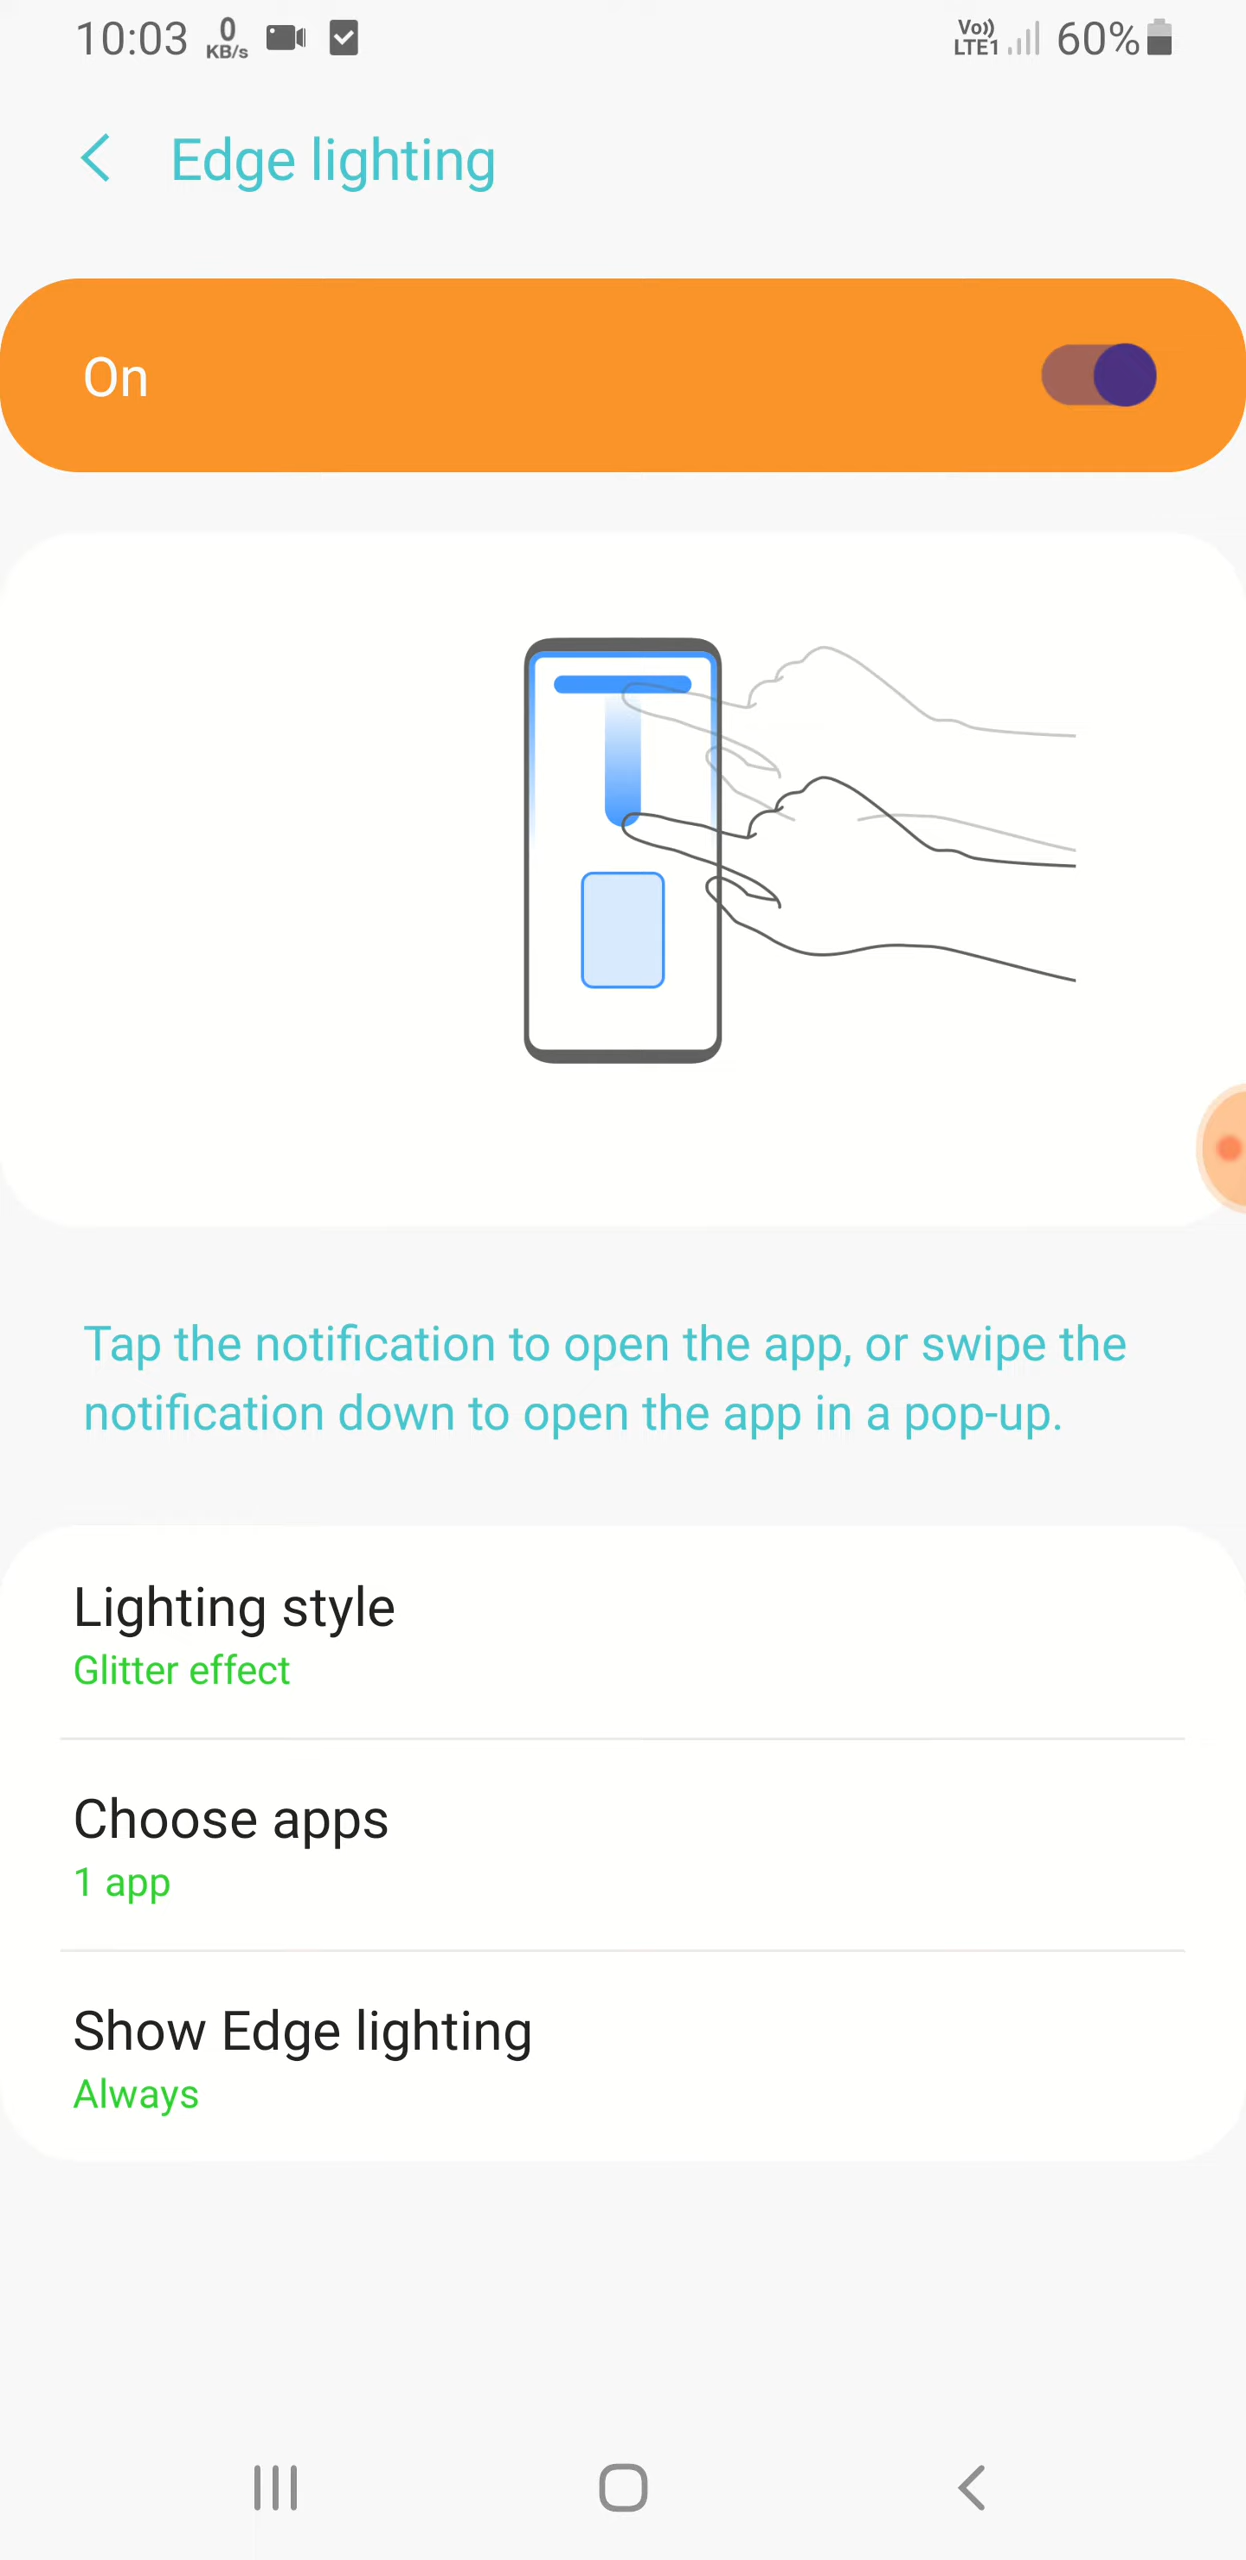 10:03 0 KB/s Vo)) LTE1 60%
Edge lighting
On
Tap the notification to open the app, or swipe the
notification down to open the app in a pop-up.
Lighting style
Glitter effect
Choose apps
1 app
Show Edge lighting
Always